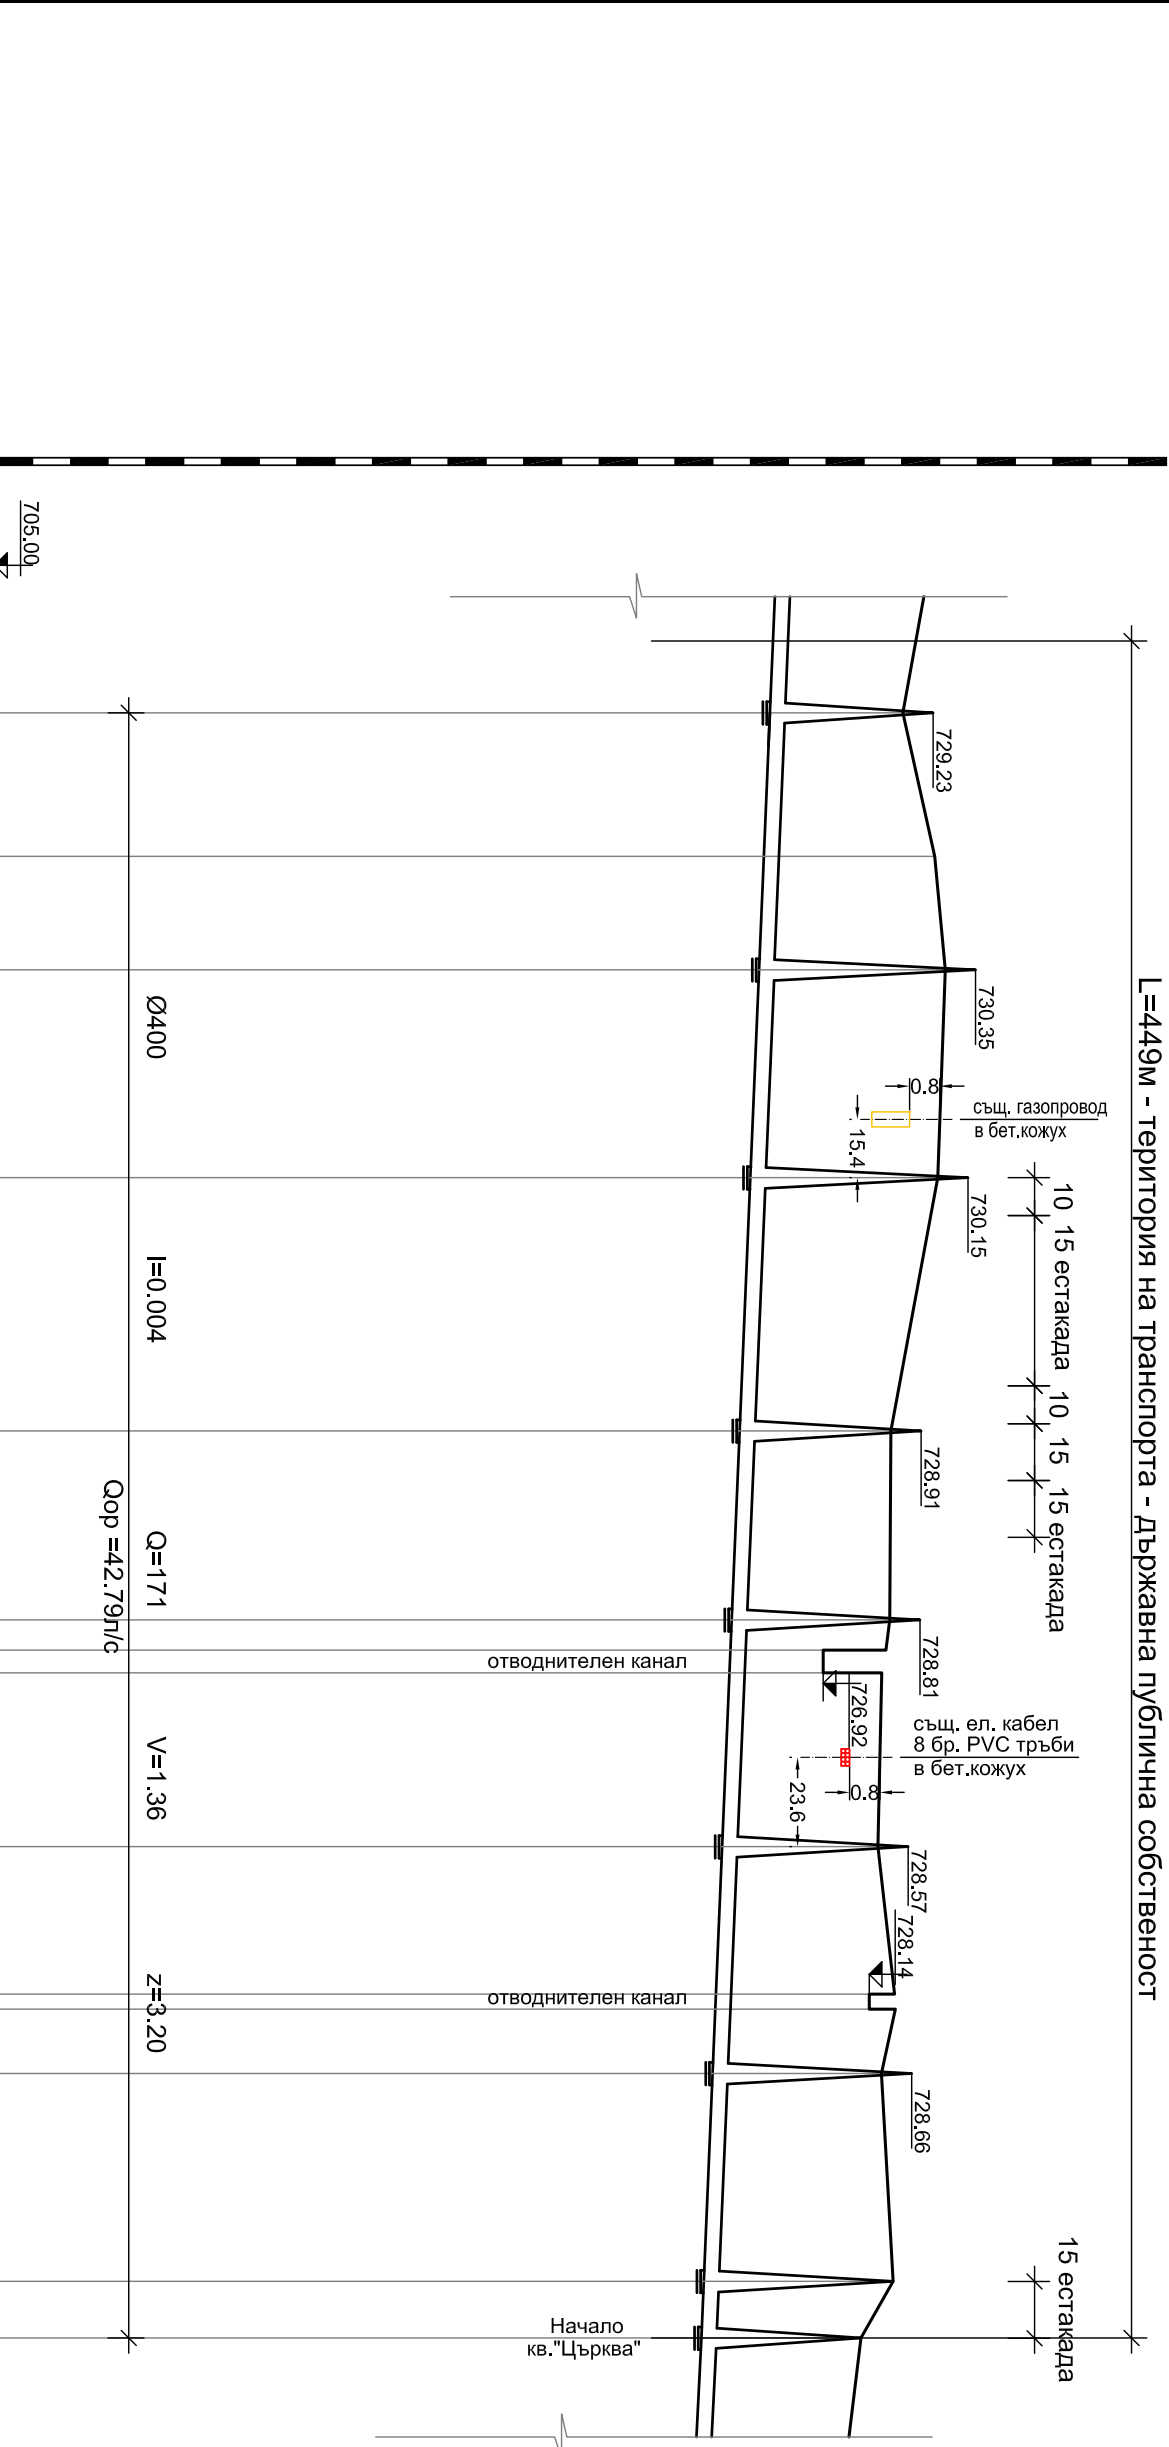 L=449м - територия на транспорта - държавна публична собственост
705.00
729.23
730.35
0.8
същ. газопровод
в бет.кожух
15.4
730.15
10
15 естакада
10
15
15 естакада
728.91
728.81
отводнителен канал
726.92
същ. ел. кабел
8 бр. PVC тръби
в бет.кожух
0.8
23.6
728.57
728.14
отводнителен канал
728.66
15 естакада
Начало
кв."Църква"
Ø400
I=0.004
Q=171
V=1.36
z=3.20
Qор =42.79л/с